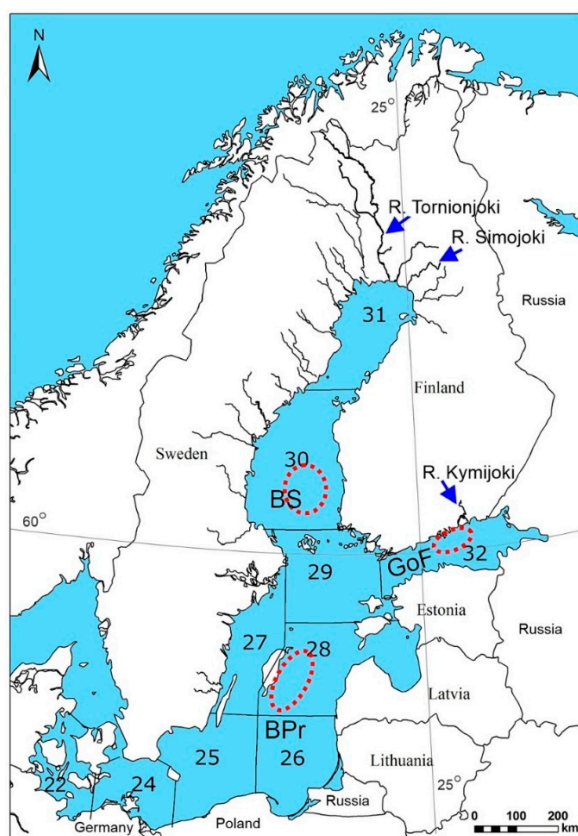 N
25°
R. Tornionjoki
R. Simojoki
31
Russia
Finland
Sweden
30
BS
R. Kymijoki
60°
GoF
32
29
Estonia
Russia
27
28
Latvia
BPr
25
26
Lithuania
22
24
25°
Russia
Germany
Poland
0 50 100 200
km